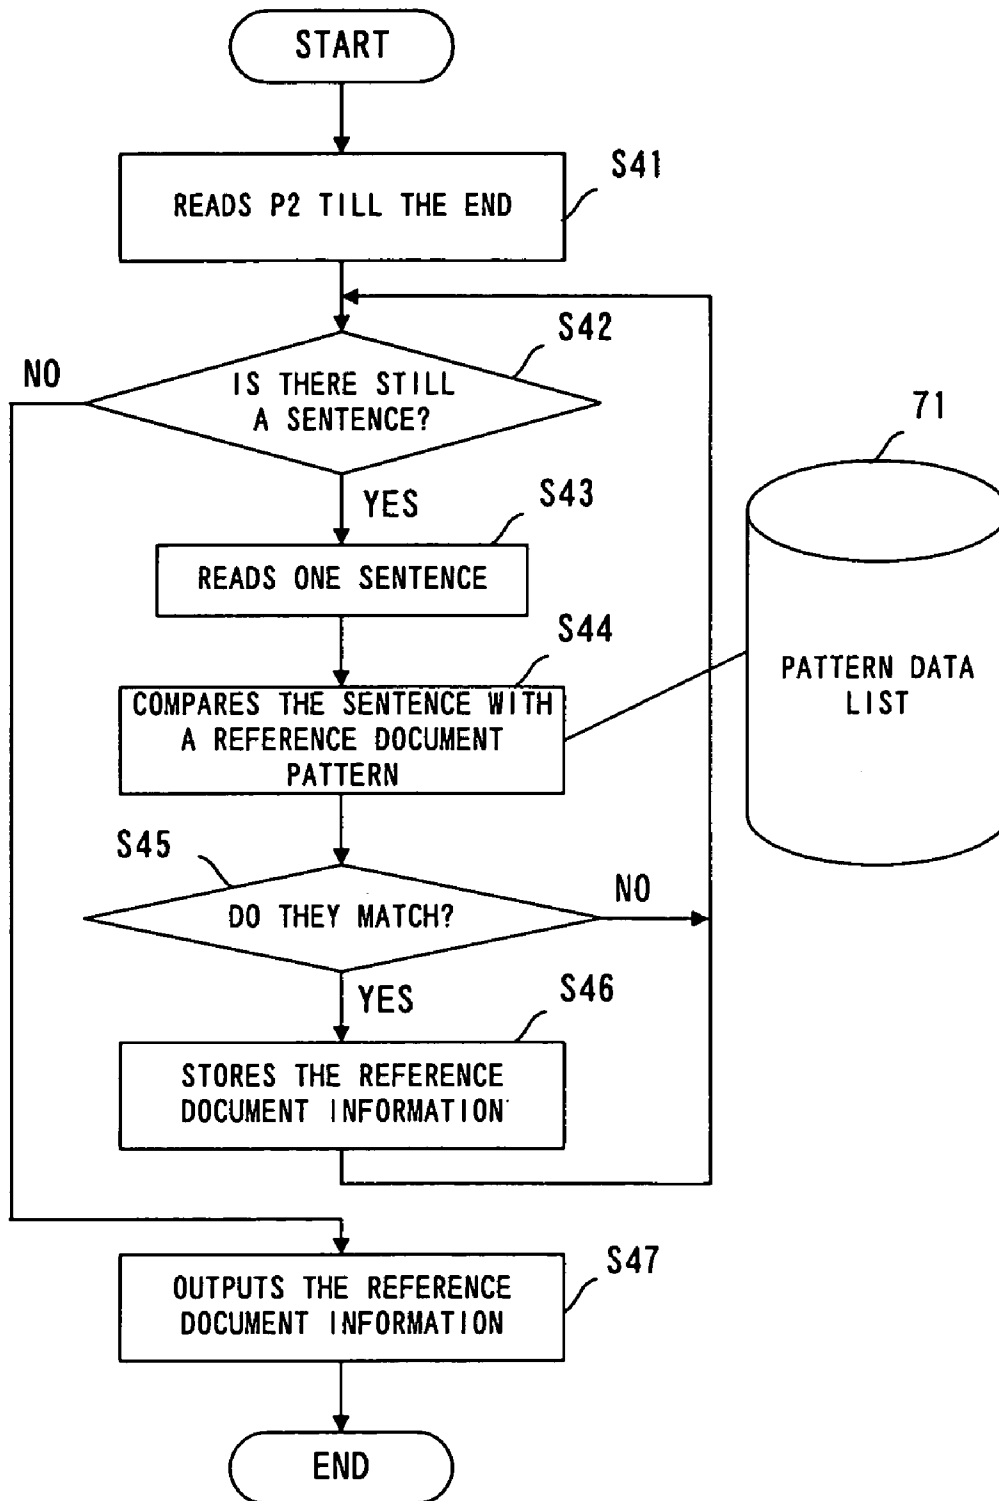 START
S41
READS P2 TILL THE END
S42
NO
IS THERE STILL
A SENTENCE?
71
YES
S43
READS ONE SENTENCE
S44
PATTERN DATA
LIST
COMPARES THE SENTENCE WITH
A REFERENCE DOCUMENT
PATTERN
S45
NO
DO THEY MATCH?
YES
S46
STORES THE REFERENCE
DOCUMENT INFORMATION
S47
OUTPUTS THE REFERENCE
DOCUMENT INFORMATION
END